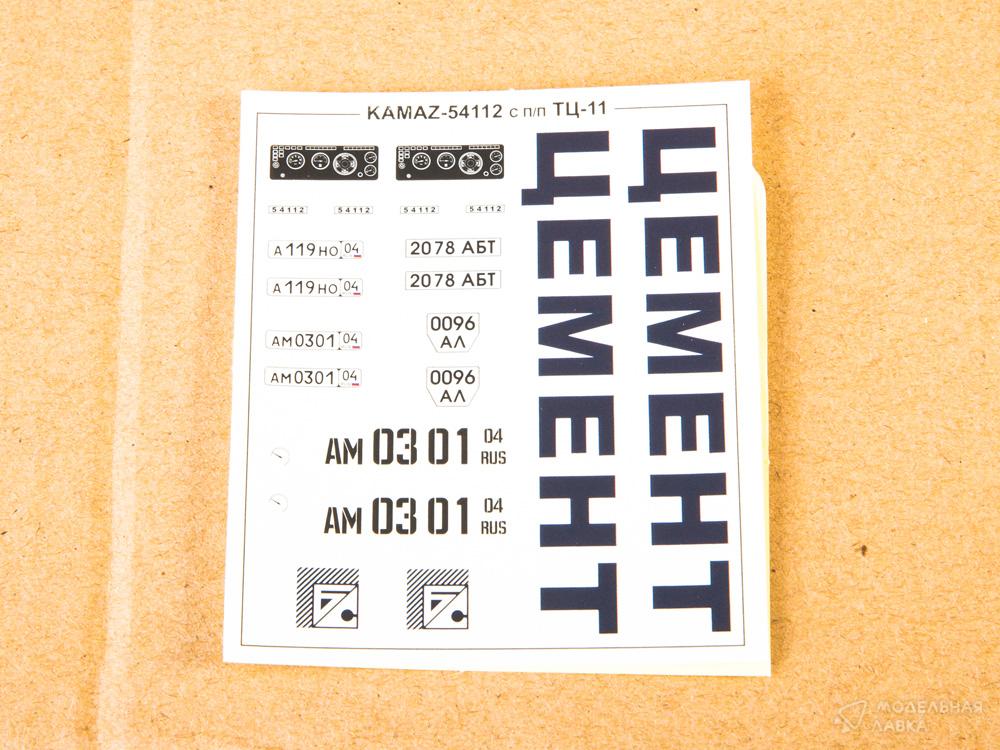 KAMAZ-54112 с п/п ТЦ-11
54112 54112 54112 54112
А119НО 04
2078 АБТ
А119НО 04
2078 АБТ
0096
АЛ
АМ0301 04
АМ0301 04
0096
АЛ
АМ 03 01 04
RUS
АМ 03 01 04
RUS
ЦЕМЕНТ
ЦЕМЕНТ
МОДЕЛЬНАЯ
ЛАВКА